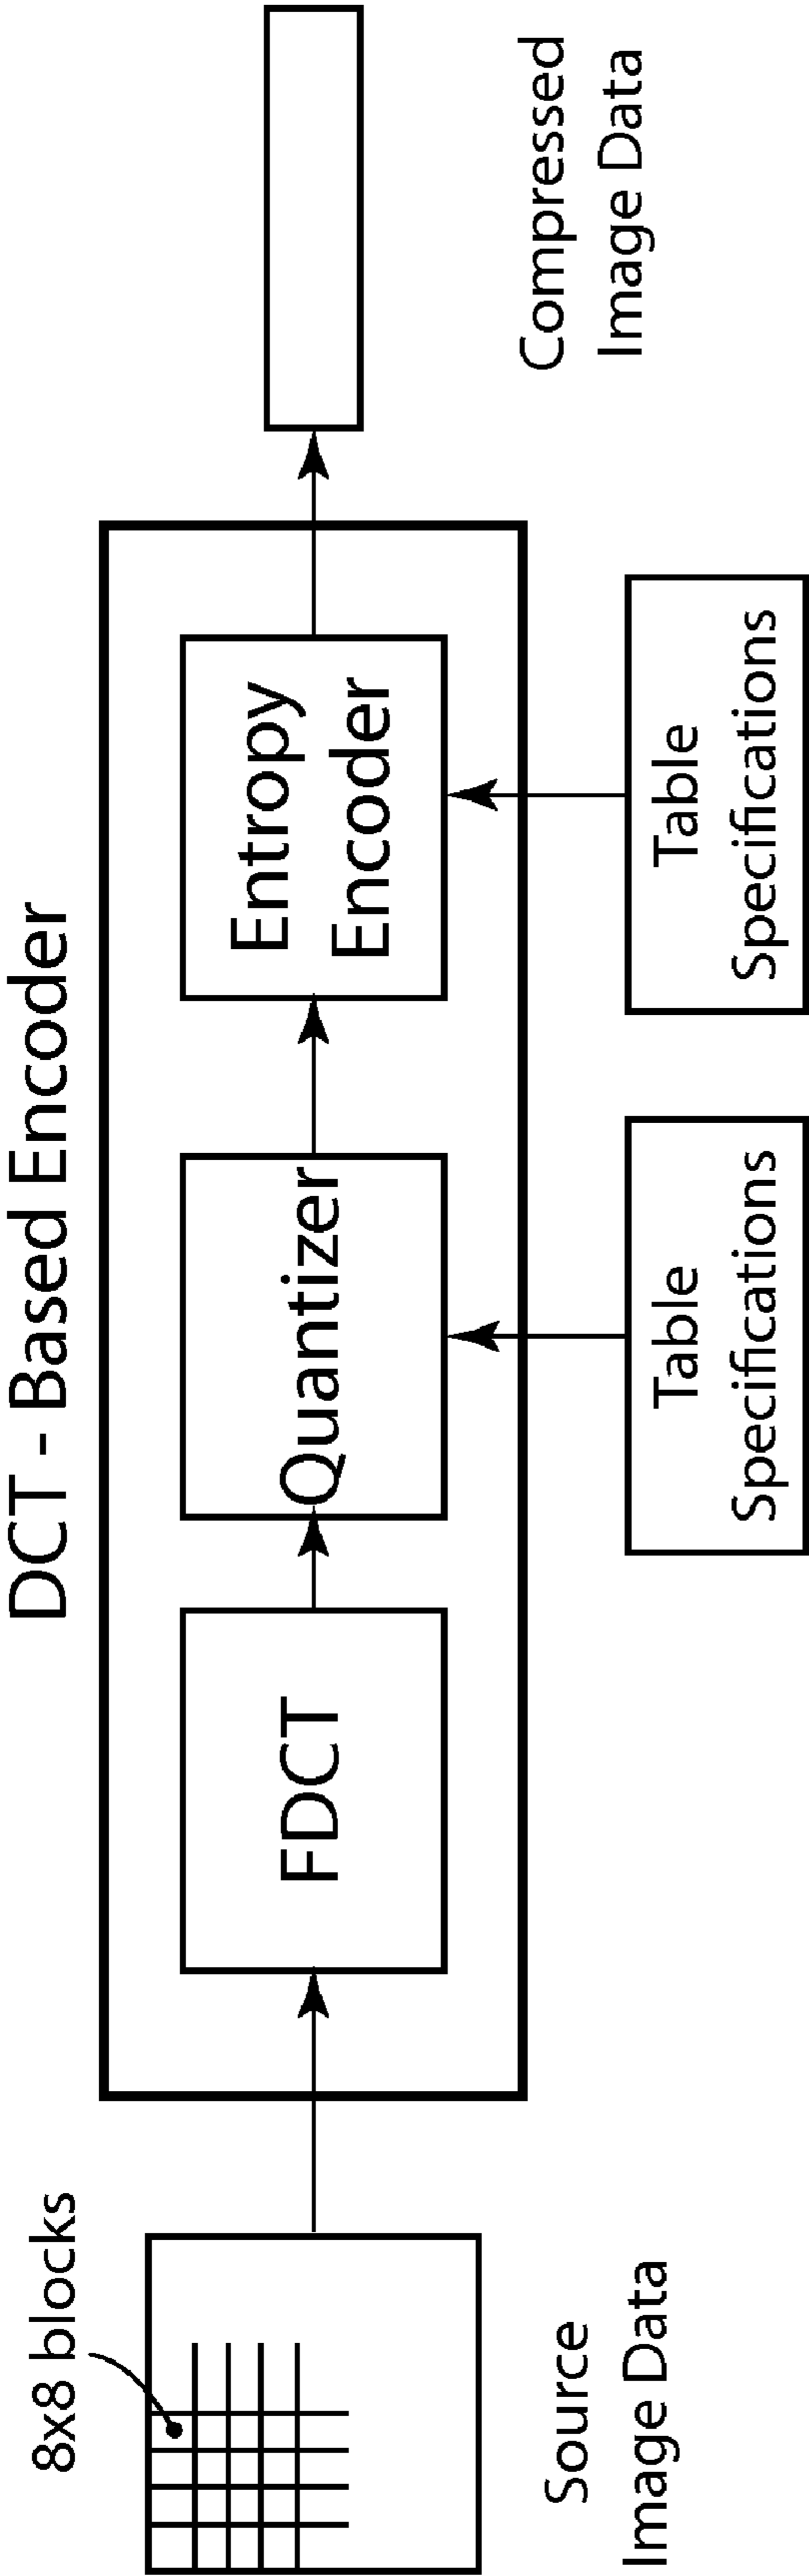 DCT - Based Encoder
8x8 blocks
FDCT
Quantizer
Entropy
Encoder
Source
Image Data
Table
Specifications
Table
Specifications
Compressed
Image Data